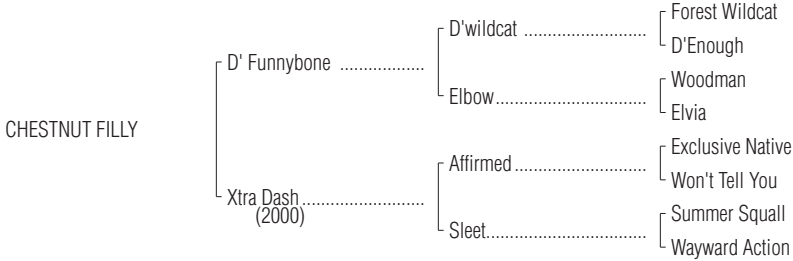 Forest Wildcat
D'wildcat ..........................
D'Enough
D' Funnybone ..................
Woodman
Elbow................................
Elvia
CHESTNUT FILLY
Exclusive Native
Affirmed ............................
Won't Tell You
Xtra Dash..........................
(2000)
Summer Squall
Sleet..................................
Wayward Action